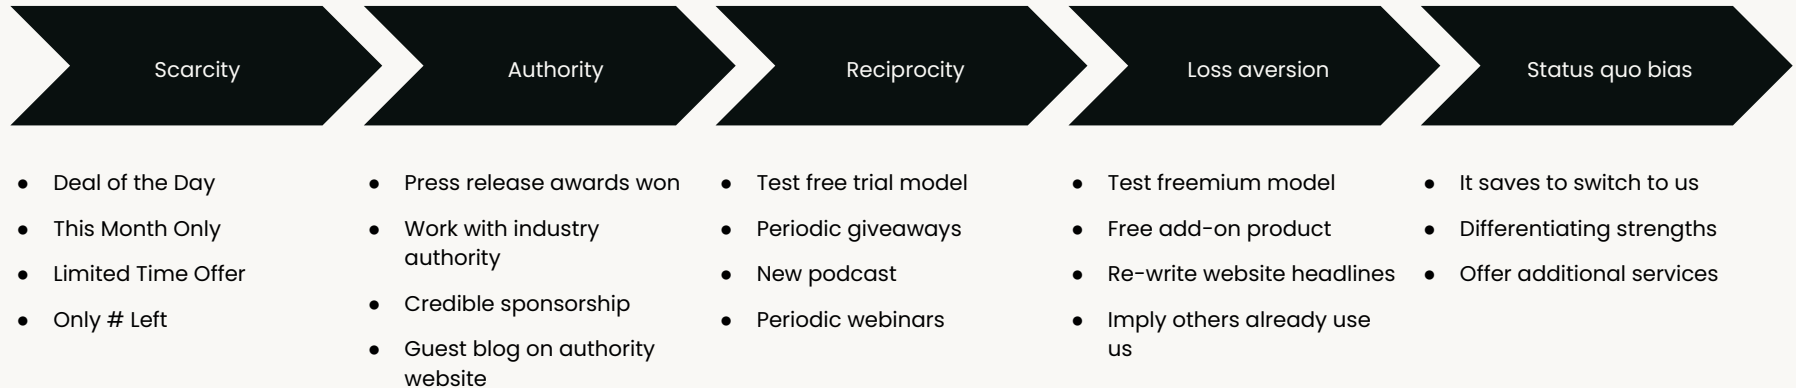 Scarcity
Authority
Reciprocity
Loss aversion
Status quo bias
● Deal of the Day
● This Month Only
● Limited Time Offer
● Only # Left
● Press release awards won
● Work with industry
authority
● Credible sponsorship
● Guest blog on authority
website
● Test free trial model
● Periodic giveaways
● New podcast
● Periodic webinars
● Test freemium model
● Free add-on product
● Re-write website headlines
● Imply others already use
us
● It saves to switch to us
● Differentiating strengths
● Offer additional services